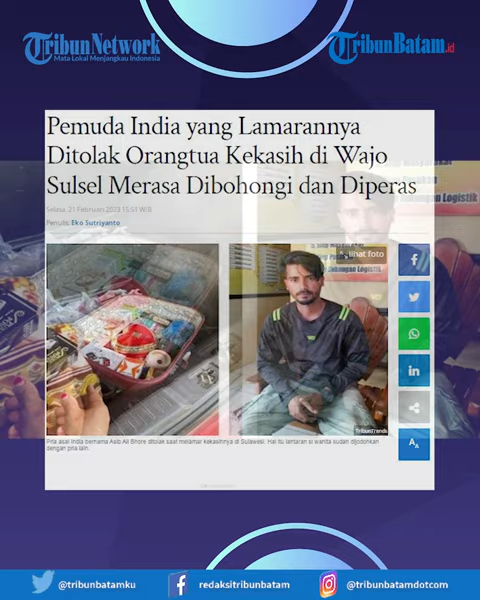 TribunNetwork
Mata Lokal Menjangkau Indonesia
TribunBatam.id
Pemuda India yang Lamarannya
Ditolak Orangtua Kekasih di Wajo
Sulsel Merasa Dibohongi dan Diperas
Selasa, 21 Februari 2023 15:57 WIB
Penulis: Eko Sutriyanto
lihat foto
Logistik
TribunTrends
Pria asal India bernama Asib Ali Bhore ditolak saat melamar kekasihnya di Sulawesi. Hal itu lantaran si wanita sudah dijodohkan
dengan pria lain.
@tribunbatamku
redaksitribunbatam
@tribunbatamdotcom